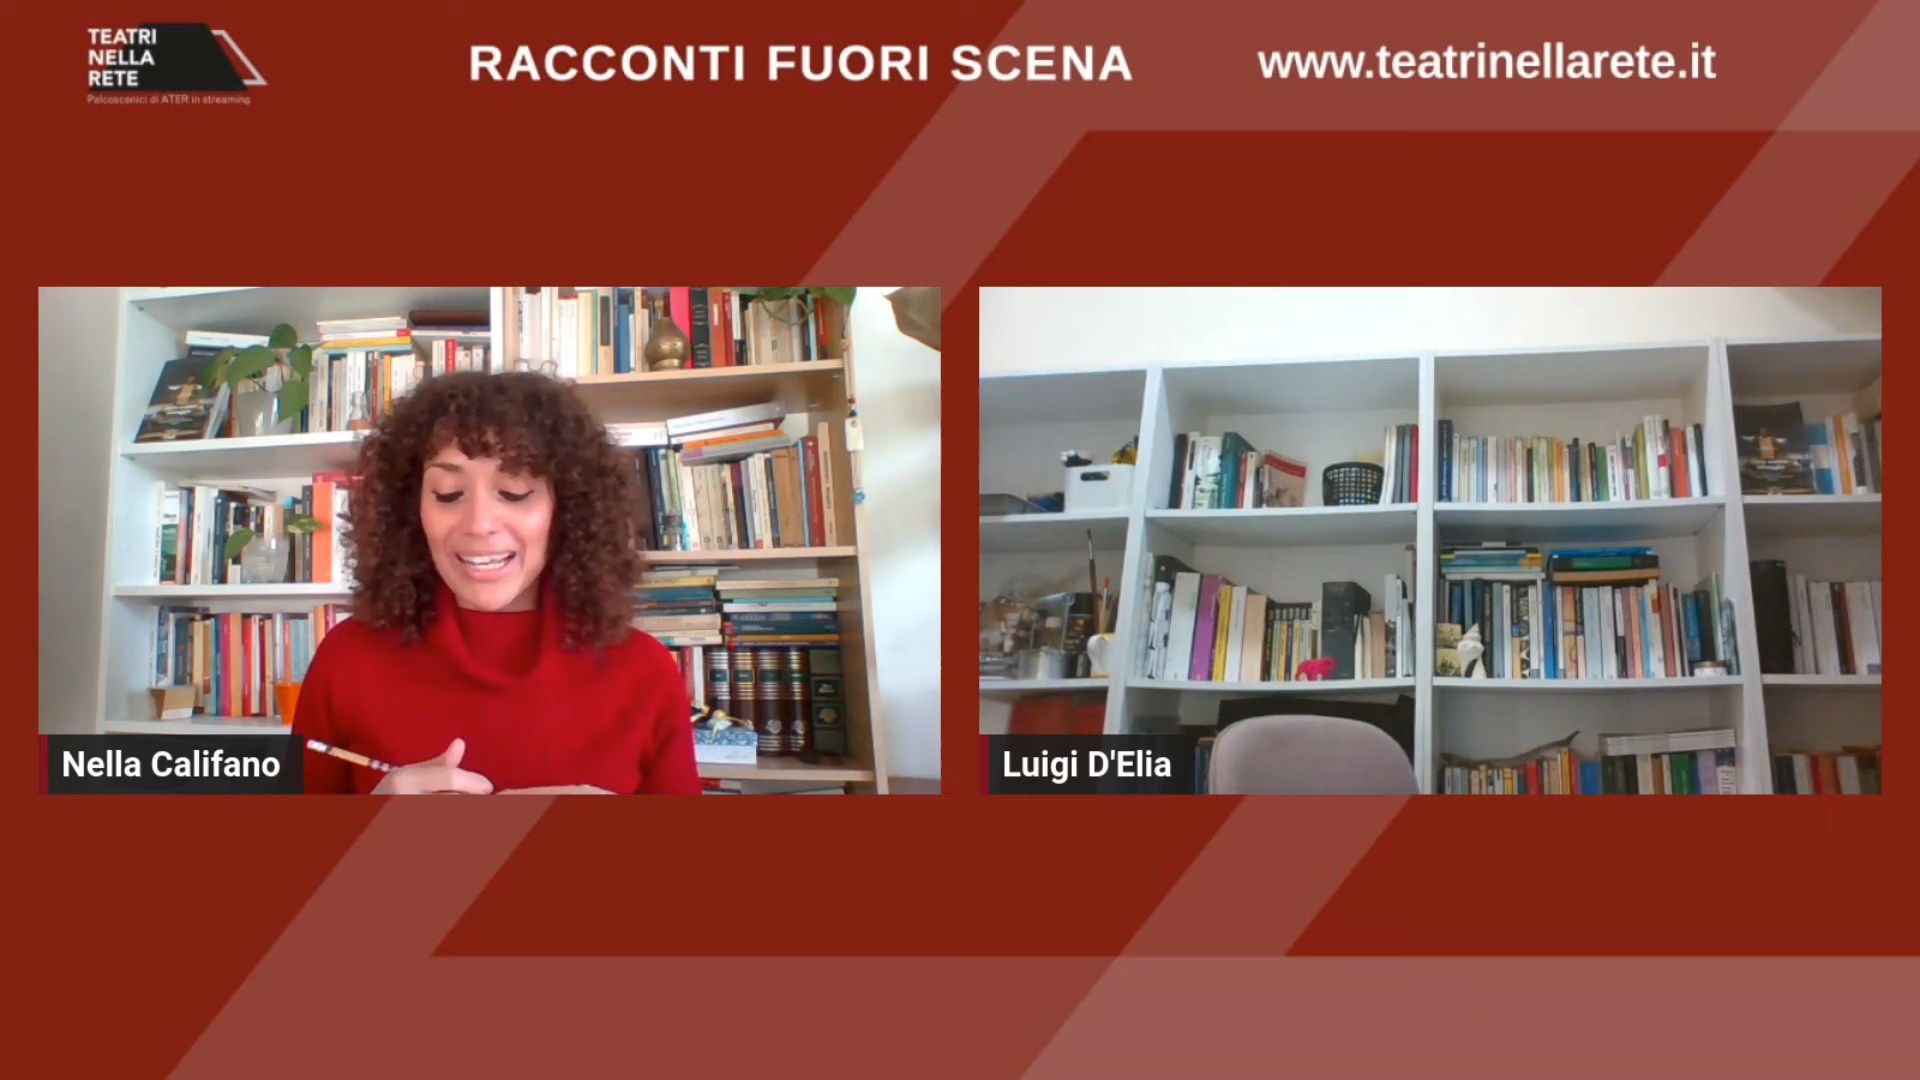 TEATRI
NELLA
RETE
Palcoscenici di ATER in streaming
RACCONTI FUORI SCENA
www.teatrinellarete.it
Nella Califano
Luigi D'Elia